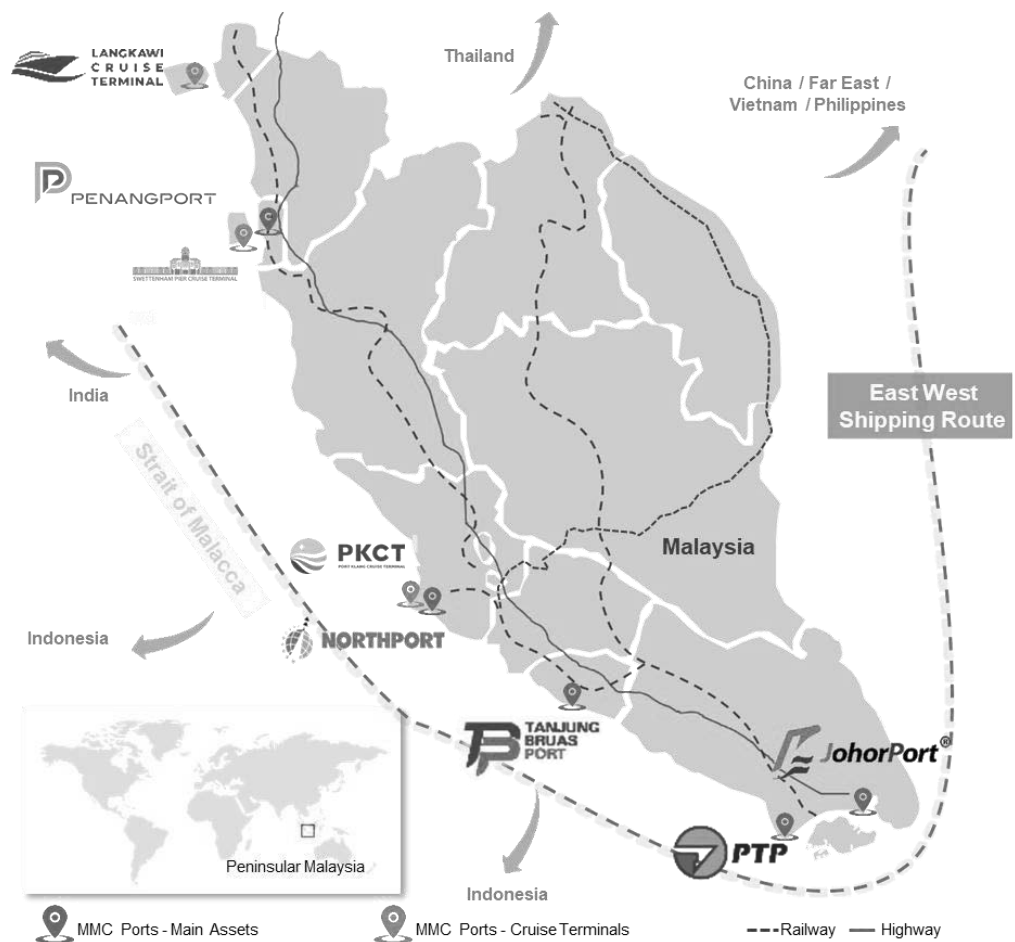 LANGKAWI
CRUISE
TERMINAL
Thailand
China / Far East /
Vietnam / Philippines
PENANGPORT
SWETTENHAM PIER CRUISE TERMINAL
India
East West
Shipping Route
Strait of Malacca
PKCT
PORT KLANG CRUISE TERMINAL
Malaysia
Indonesia
NORTHPORT
TANJUNG
BRUAS
PORT
JohorPort®
PTP
Peninsular Malaysia
Indonesia
MMC Ports - Main Assets
MMC Ports - Cruise Terminals
Railway
Highway